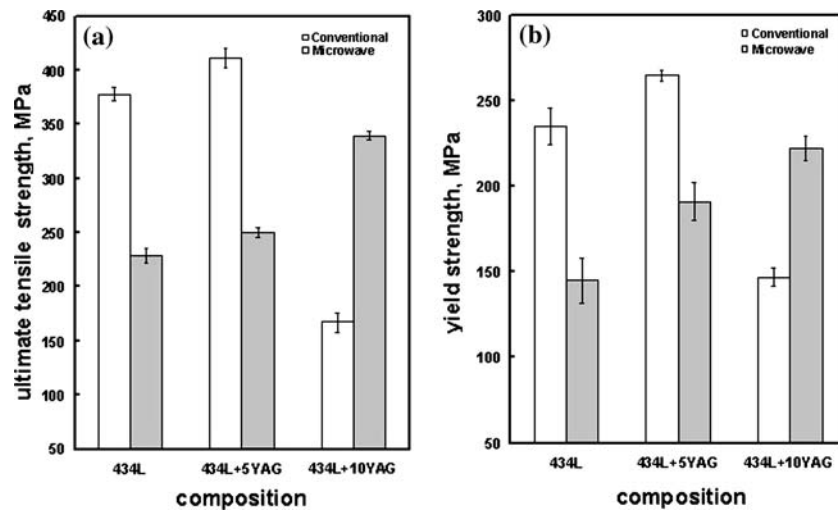 (a)
Conventional
Microwave
450
400
350
300
250
200
150
100
50
ultimate tensile strength, MPa
434L 434L+5YAG 434L+10YAG
composition
(b)
Conventional
Microwave
300
250
200
150
100
50
yield strength, MPa
434L 434L+5YAG 434L+10YAG
composition